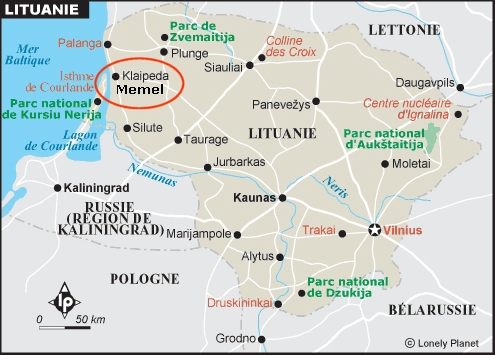 LITUANIE
LETTONIE
Parc de
Zvemaitija
Mer
Baltique
Palanga
Plunge
Colline
des Croix
Siauliai
Isthme
de Courlande
Klaipeda
Memel
Daugavpils
Parc national
de Kursiu Nerija
Panevežys
Centre nucléaire
d'Ignalina
Silute
LITUANIE
Parc national
d'Aukštaitija
Lagon
de Courlande
Taurage
Moletai
Jurbarkas
Nemunas
Neris
Kaliningrad
Kaunas
RUSSIE
(RÉGION DE
KALININGRAD)
Marijampole
Trakai
Vilnius
Alytus
POLOGNE
Parc national
de Dzukija
Druskininkai
BÉLARUSSIE
lp
0 50 km
Grodno
© Lonely Planet